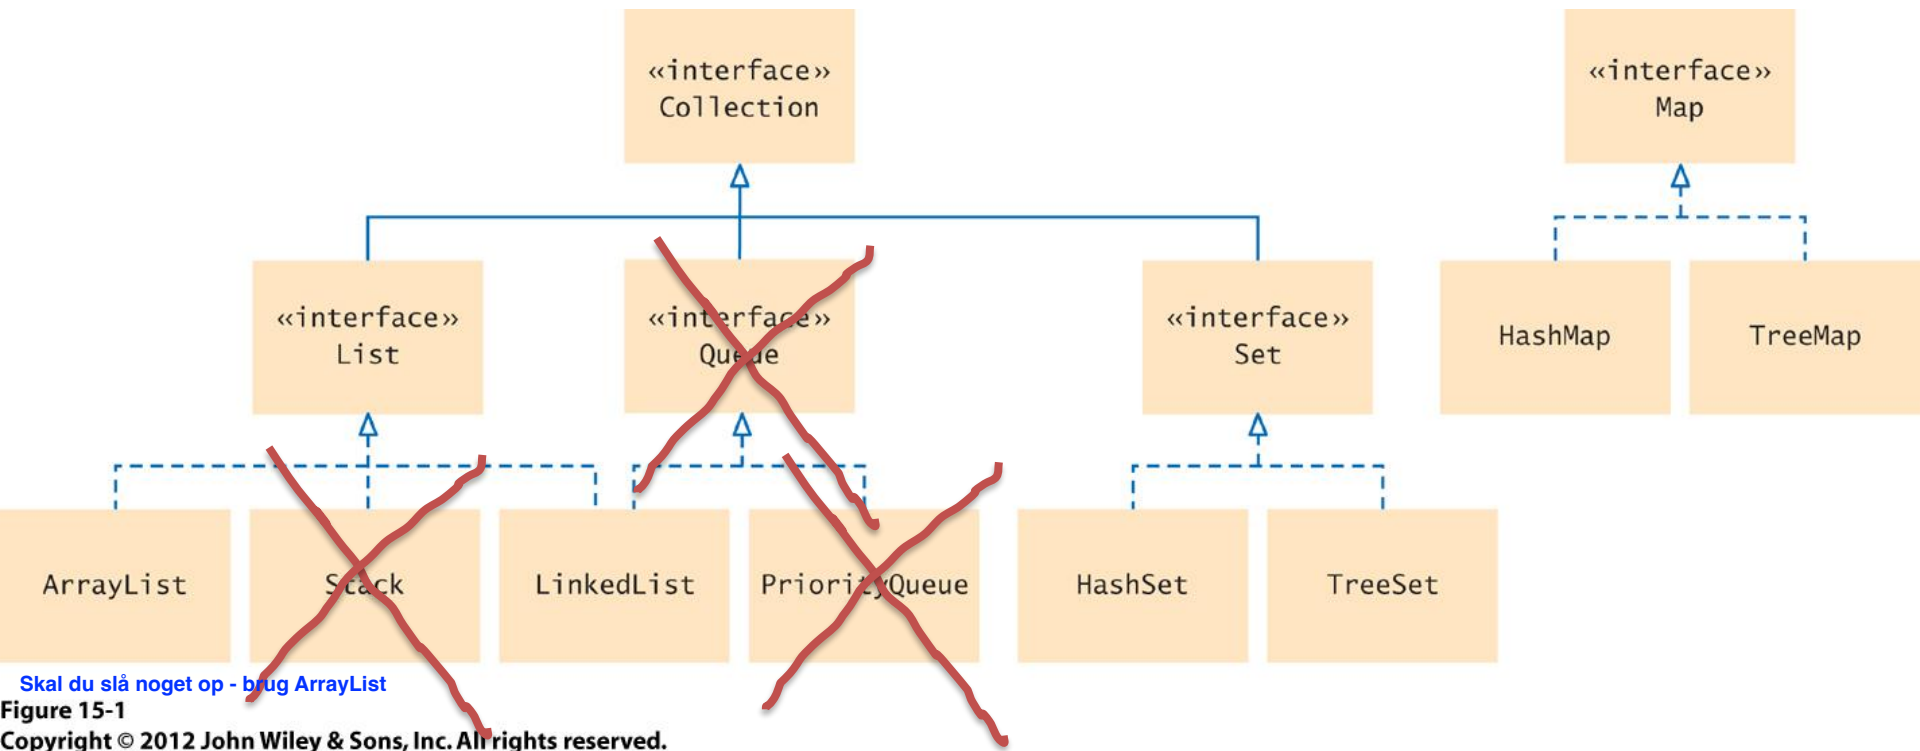 «interface»
Collection
«interface»
Map
«interface»
List
«interface»
Queue
«interface»
Set
HashMap
TreeMap
ArrayList
Stack
LinkedList
PriorityQueue
HashSet
TreeSet
Skal du slå noget op - brug ArrayList
Figure 15-1
Copyright © 2012 John Wiley & Sons, Inc. All rights reserved.